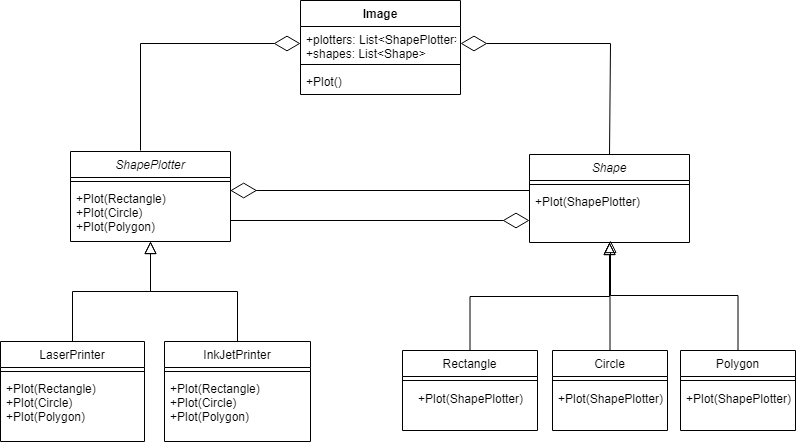 Image
+plotters: List<ShapePlotter>
+shapes: List<Shape>
+Plot()
ShapePlotter
+Plot(Rectangle)
+Plot(Circle)
+Plot(Polygon)
Shape
+Plot(ShapePlotter)
LaserPrinter
+Plot(Rectangle)
+Plot(Circle)
+Plot(Polygon)
InkJetPrinter
+Plot(Rectangle)
+Plot(Circle)
+Plot(Polygon)
Rectangle
+Plot(ShapePlotter)
Circle
+Plot(ShapePlotter)
Polygon
+Plot(ShapePlotter)